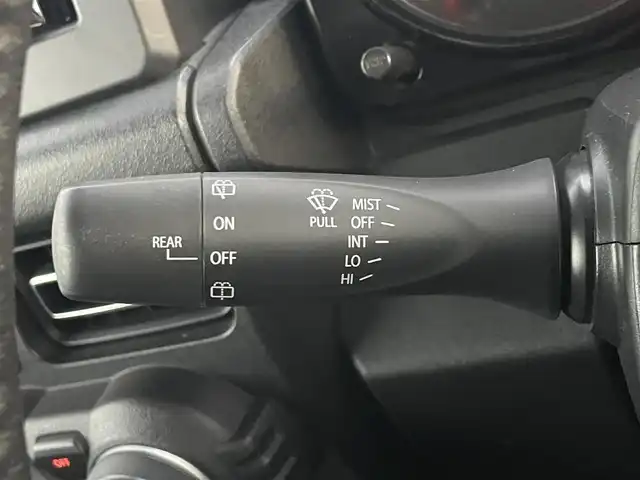 ON
REAR
OFF
PULL
MIST
OFF
INT
LO
HI